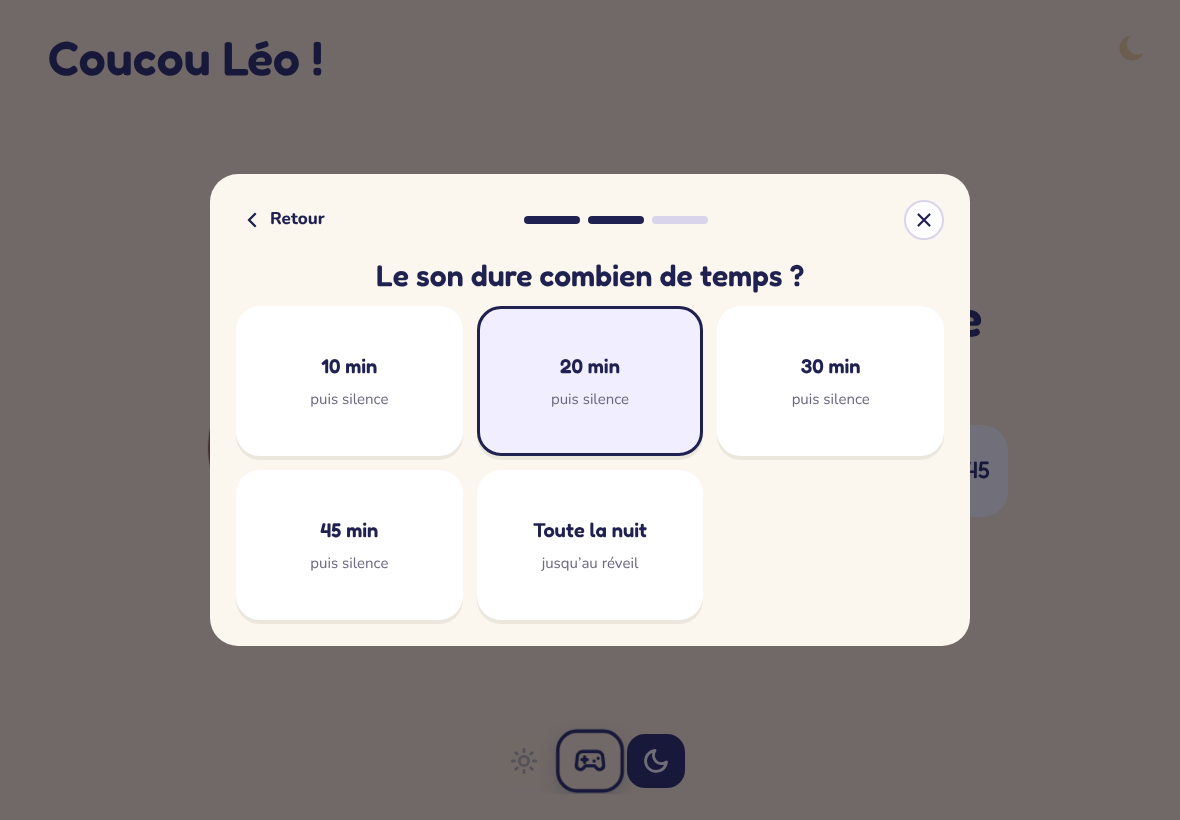 Coucou Léo !
Retour
Le son dure combien de temps ?
10 min
puis silence
20 min
puis silence
30 min
puis silence
45 min
puis silence
Toute la nuit
jusqu'au réveil